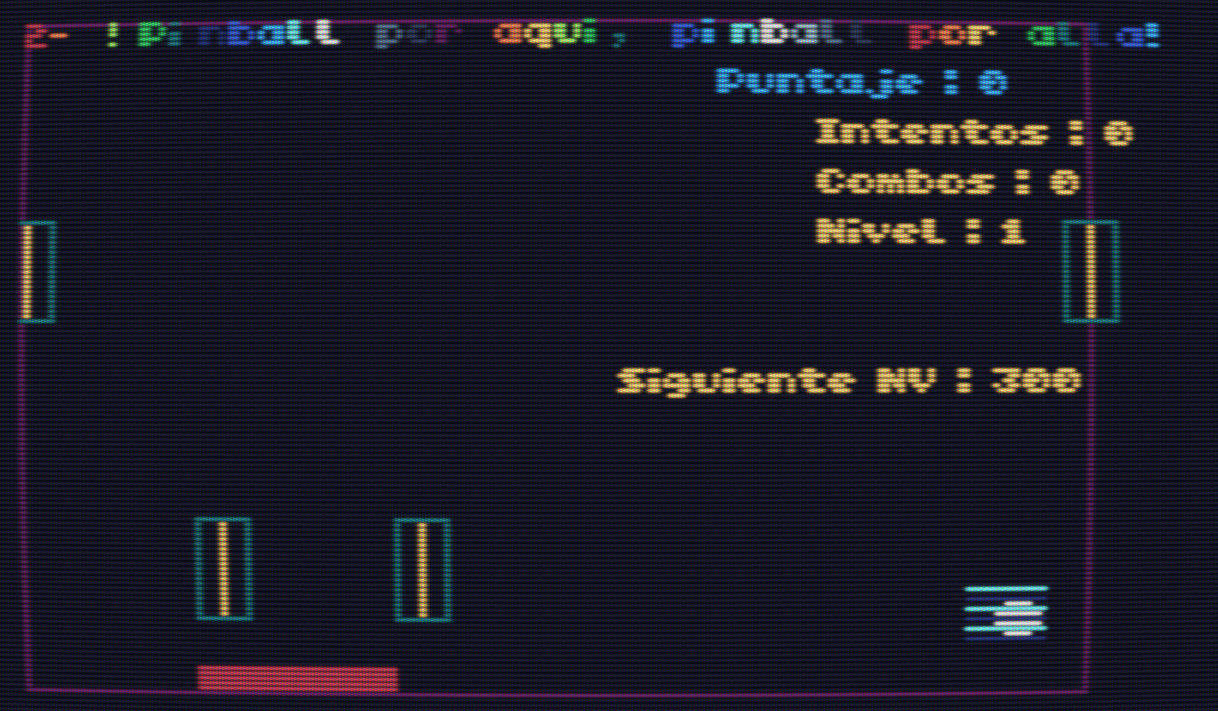 2- !Pinball por aqui, pinball por alla!
Puntaje:0
Intentos:0
Combos:0
Nivel:1
Siguiente NV:300